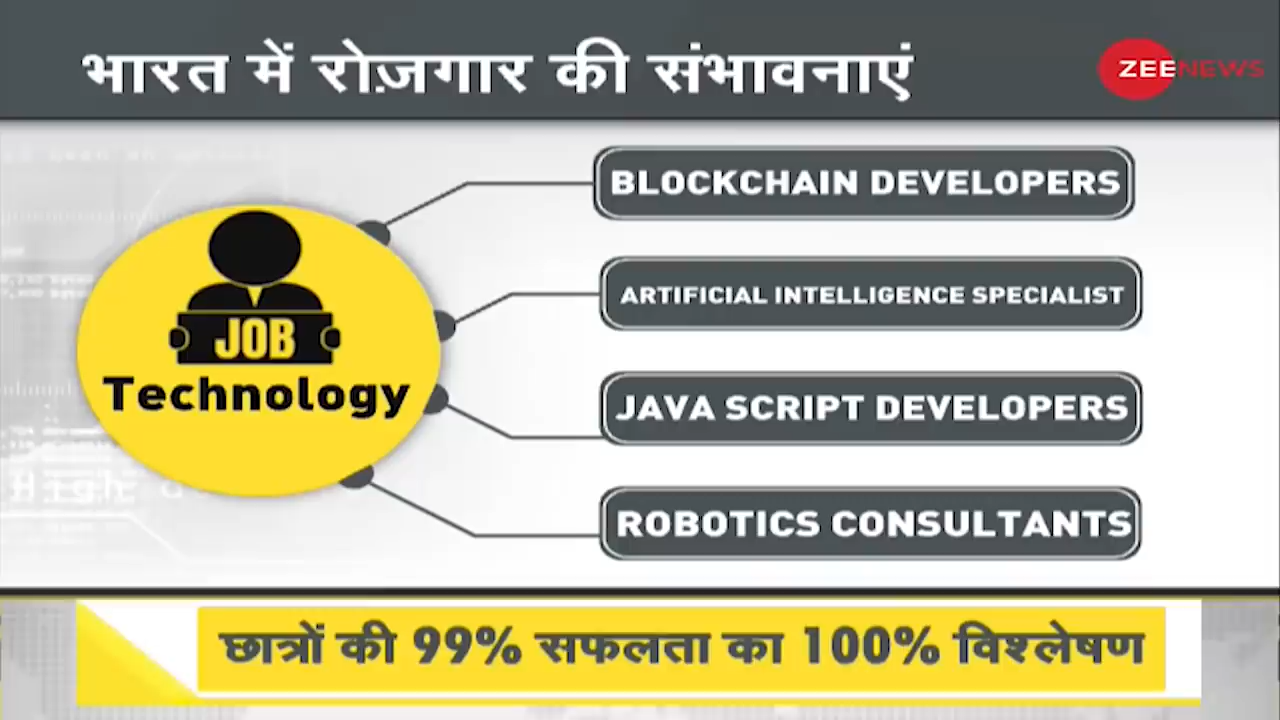 भारत में रोज़गार की संभावनाएं
ZEE NEWS
BLOCKCHAIN DEVELOPERS
ARTIFICIAL INTELLIGENCE SPECIALIST
JOB
Technology
JAVA SCRIPT DEVELOPERS
ROBOTICS CONSULTANTS
High
छात्रों की 99% सफलता का 100% विश्लेषण